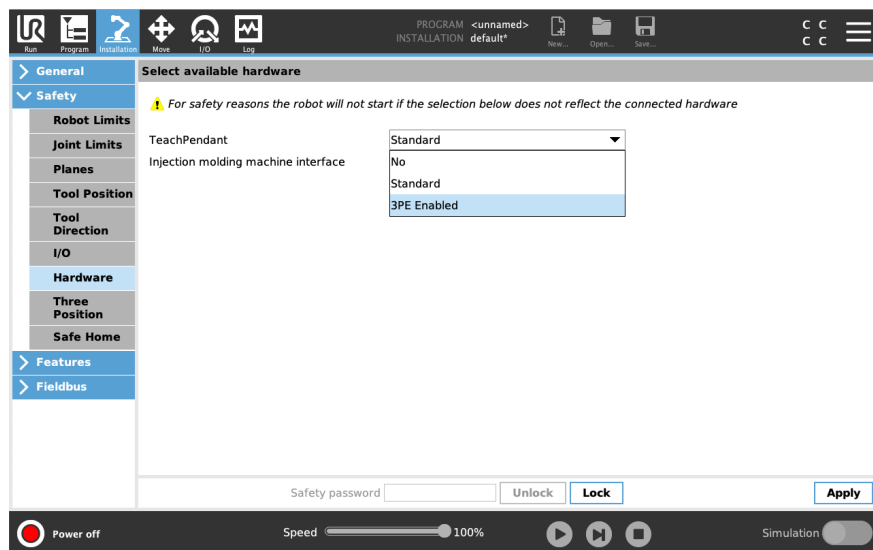 PROGRAM <unnamed>
INSTALLATION default*
UR
Run Program Installation Move I/O Log New... Open... Save...
C C
C C
General
Safety
Robot Limits
Joint Limits
Planes
Tool Position
Tool
Direction
I/O
Hardware
Three
Position
Safe Home
Features
Fieldbus
Select available hardware
For safety reasons the robot will not start if the selection below does not reflect the connected hardware
TeachPendant Standard
Injection molding machine interface
No
Standard
3PE Enabled
Safety password Unlock Lock Apply
Power off Speed 100% Simulation